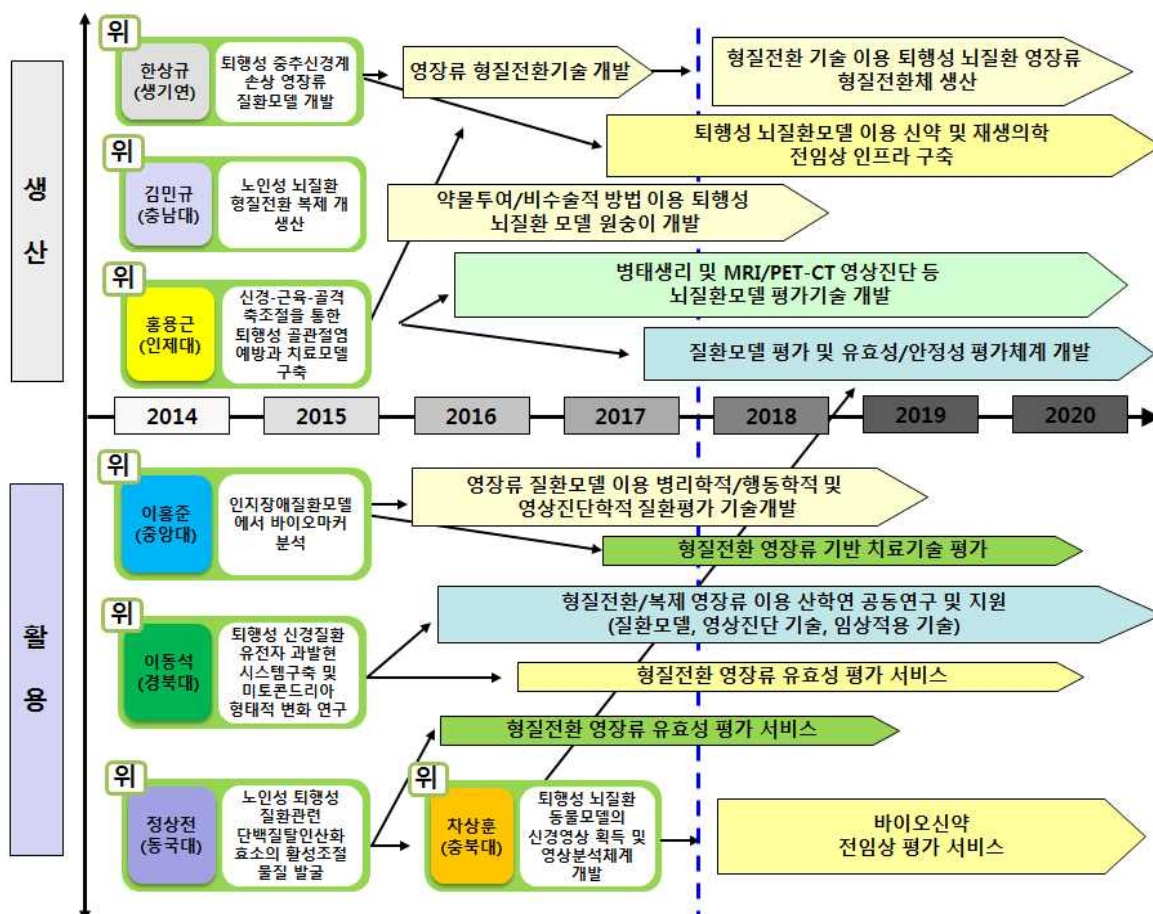 생
산
위
한상규
(생기연)
퇴행성 중추신경계
손상 영장류
질환모델 개발
영장류 형질전환기술 개발
형질전환 기술 이용 퇴행성 뇌질환 영장류
형질전환체 생산
퇴행성 뇌질환모델 이용 신약 및 재생의학
전임상 인프라 구축
위
김민규
(충남대)
노인성 뇌질환
형질전환 복제 개
생산
약물투여/비수술적 방법 이용 퇴행성
뇌질환 모델 원숭이 개발
위
홍용근
(인제대)
신경-근육-골격
축조절을 통한
퇴행성 골관절염
예방과 치료모델
구축
병태생리 및 MRI/PET-CT 영상진단 등
뇌질환모델 평가기술 개발
질환모델 평가 및 유효성/안정성 평가체계 개발
2014
2015
2016
2017
2018
2019
2020
활
용
위
이홍준
(중앙대)
인지장애질환모델
에서 바이오마커
분석
영장류 질환모델 이용 병리학적/행동학적 및
영상진단학적 질환평가 기술개발
형질전환 영장류 기반 치료기술 평가
위
이동석
(경북대)
퇴행성 신경질환
유전자 과발현
시스템구축 및
미토콘드리아
형태적 변화 연구
형질전환/복제 영장류 이용 산학연 공동연구 및 지원
(질환모델, 영상진단 기술, 임상적용 기술)
형질전환 영장류 유효성 평가 서비스
형질전환 영장류 유효성 평가 서비스
위
정상전
(동국대)
노인성 퇴행성
질환관련
단백질탈인산화
효소의 활성조절
물질 발굴
위
차상훈
(충북대)
퇴행성 뇌질환
동물모델의
신경영상 획득 및
영상분석체계
개발
바이오신약
전임상 평가 서비스